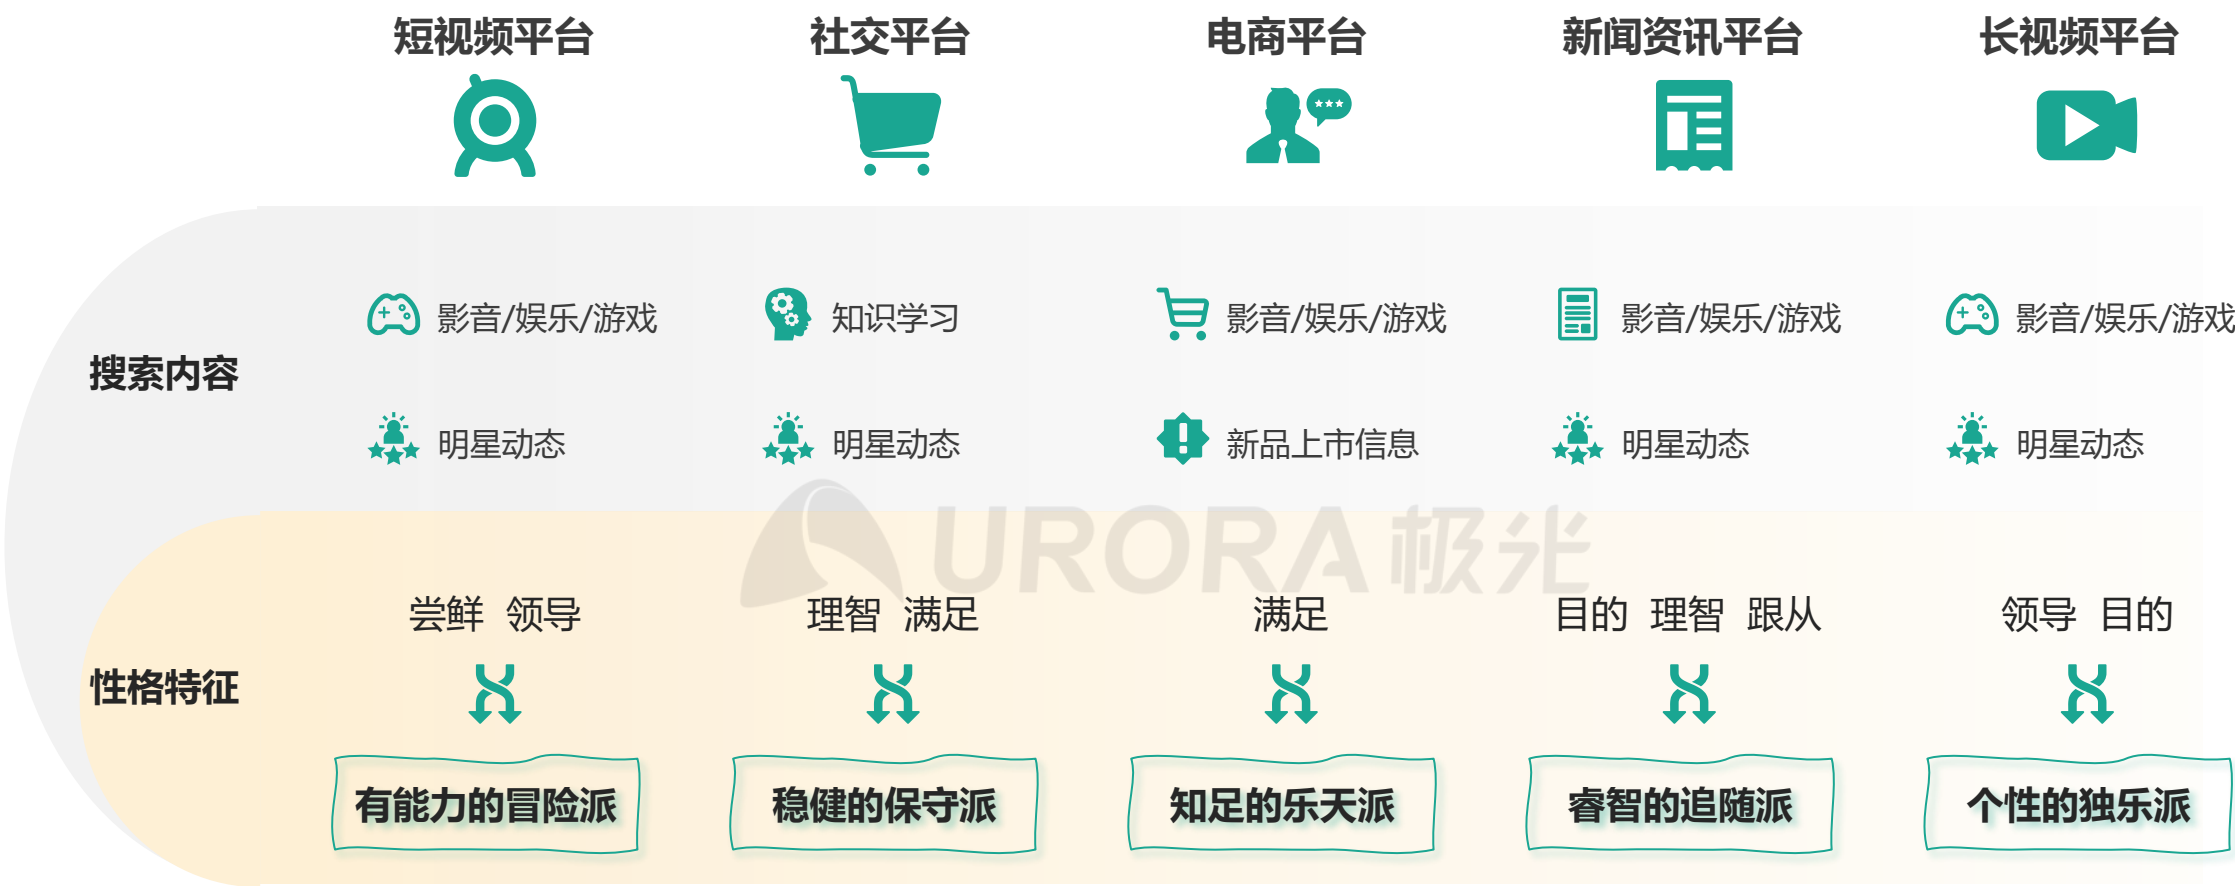 短视频平台 社交平台 电商平台 新闻资讯平台 长视频平台
影音/娱乐/游戏 知识学习 影音/娱乐/游戏 影音/娱乐/游戏 影音/娱乐/游戏
搜索内容
明星动态 明星动态 新品上市信息 明星动态 明星动态
URORA极光
尝鲜 领导 理智 满足 满足 目的 理智 跟从 领导 目的
性格特征
有能力的冒险派 稳健的保守派 知足的乐天派 睿智的追随派 个性的独乐派